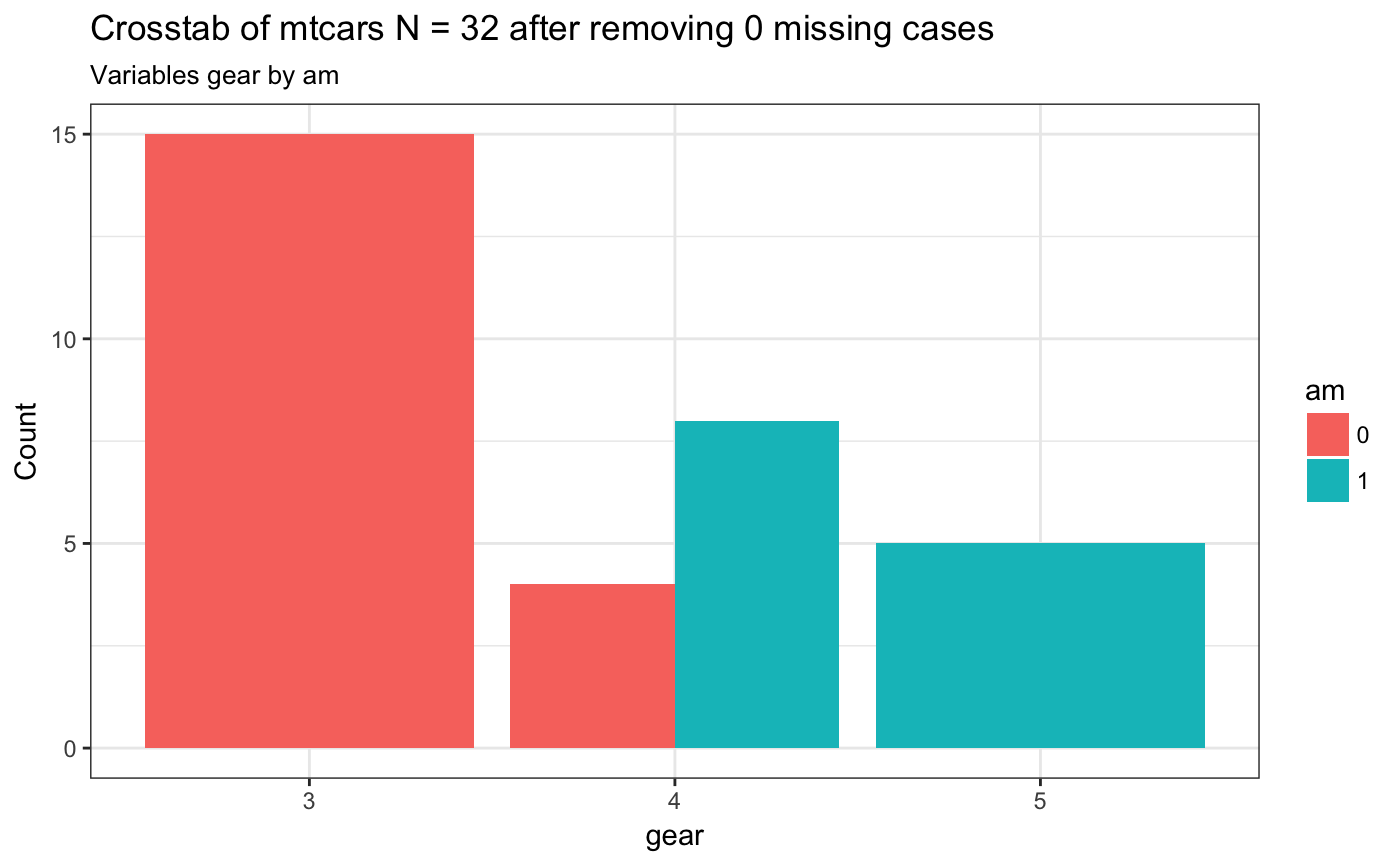 Crosstab of mtcars N = 32 after removing 0 missing cases
Variables gear by am
15
10
5
0
Count
3
4
5
gear
am
0
1